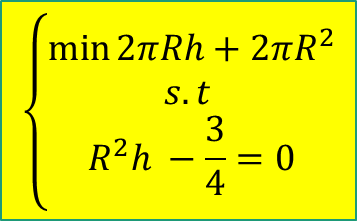 min 2πRh + 2πR²
s.t
R²h − 3/4 = 0